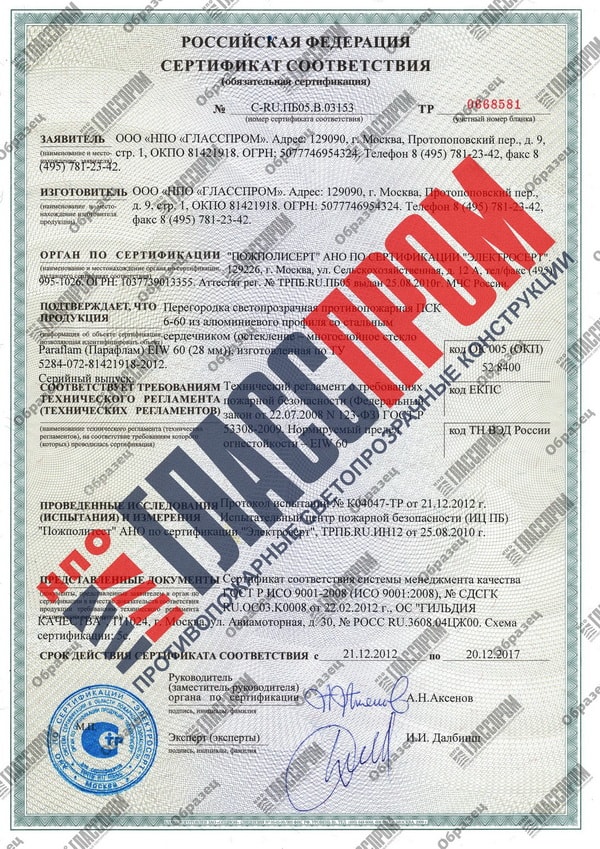 РОССИЙСКАЯ ФЕДЕРАЦИЯ
СЕРТИФИКАТ СООТВЕТСТВИЯ
(обязательная сертификация)
№ C-RU.ПБ05.В.03153 ТР 0868581
(номер сертификата соответствия) (учетный номер бланка)
ЗАЯВИТЕЛЬ ООО «НПО «ГЛАССПРОМ». Адрес: 129090, г. Москва, Протопоповский пер., д. 9,
(наименование и место-
нахождение, заявителя) стр. 1, ОКПО 81421918. ОГРН: 5077746954324. Телефон 8 (495) 781-23-42, факс 8
(495) 781-23-42.
ИЗГОТОВИТЕЛЬ ООО «НПО «ГЛАССПРОМ». Адрес: 129090, г. Москва, Протопоповский пер.,
(наименование и место-
нахождение изготовителя
продукции) д. 9, стр. 1, ОКПО 81421918. ОГРН: 5077746954324. Телефон 8 (495) 781-23-42,
факс 8 (495) 781-23-42.
ОРГАН ПО СЕРТИФИКАЦИИ "ПОЖПОЛИСЕРТ" АНО ПО СЕРТИФИКАЦИИ "ЭЛЕКТРОСЕРТ".
(наименование и местонахождение органа по сертификации,
129226, г. Москва, ул. Сельскохозяйственная, д. 12 А, тел/факс (495)
995-1026. ОГРН: 1037739013355. Аттестат рег. № ТРПБ.RU.ПБ05 выдан 25.08.2010г. МЧС России
ПОДТВЕРЖДАЕТ, ЧТО
ПРОДУКЦИЯ Перегородка светопрозрачная противопожарная ПСК
(информация об объекте сертификации,
6-60 из алюминиевого профиля со стальным
сердечником (остекление – многослойное стекло
Paraflam (Парафлам) EIW 60 (28 мм)), изготовленная по ТУ
5284-072-81421918-2012.
Серийный выпуск
код ОК 005 (ОКП)
52 8400
код ЕКПС
код ТН ВЭД России
СООТВЕТСТВУЕТ ТРЕБОВАНИЯМ
ТЕХНИЧЕСКОГО РЕГЛАМЕНТА
(ТЕХНИЧЕСКИХ РЕГЛАМЕНТОВ)
Технический регламент о требованиях
пожарной безопасности (Федеральный
закон от 22.07.2008 N 123-ФЗ) ГОСТ Р
53308-2009. Нормируемый предел
огнестойкости – EIW 60
(наименование технического регламента (технических
регламентов), на соответствие требованиям которого
(которых) проводилась сертификация)
ПРОВЕДЕННЫЕ ИССЛЕДОВАНИЯ
(ИСПЫТАНИЯ) И ИЗМЕРЕНИЯ
Протокол испытаний № К04047-ТР от 21.12.2012 г.
Испытательный центр пожарной безопасности (ИЦ ПБ)
"Пожполитест" АНО по сертификации "Электросерт", ТРПБ.RU.ИН12 от 25.08.2010 г.
ПРЕДСТАВЛЕННЫЕ ДОКУМЕНТЫ
Сертификат соответствия системы менеджмента качества
ГОСТ Р ИСО 9001-2008 (ИСО 9001:2008), № СДСГК
RU.ОС03.К0008 от 22.02.2012 г., ОС "ГИЛЬДИЯ
КАЧЕСТВА", 111024, г. Москва, ул. Авиамоторная, д. 30, № РОСС RU.3608.04ЦЖ00. Схема
сертификации: 5с.
СРОК ДЕЙСТВИЯ СЕРТИФИКАТА СООТВЕТСТВИЯ с 21.12.2012 по 20.12.2017
Руководитель
(заместитель руководителя)
органа по сертификации А.Н.Аксенов
подпись, инициалы, фамилия
М.П.
Эксперт (эксперты) И.И. Далбинш
подпись, инициалы, фамилия
НПО
ГЛАССПРОМ
ПРОТИВОПОЖАРНЫЕ СВЕТОПРОЗРАЧНЫЕ КОНСТРУКЦИИ
Образец
ГЛАССПРОМ